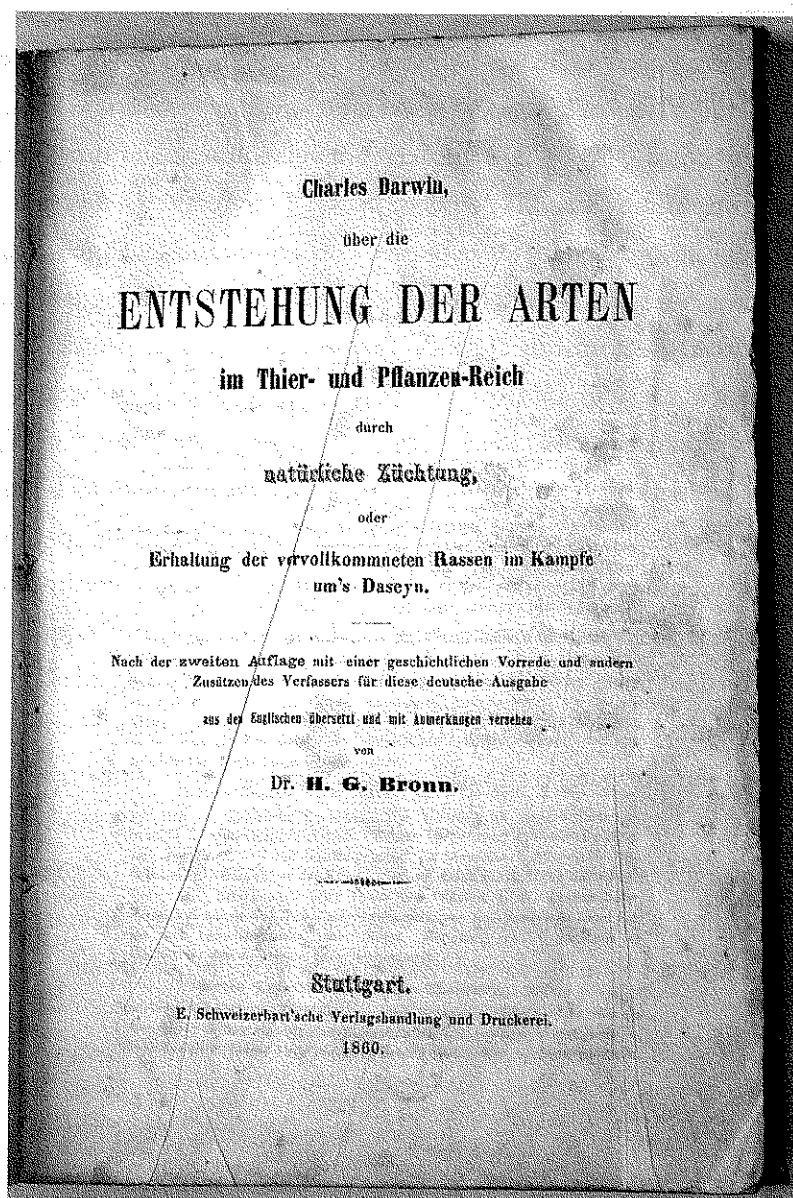 Charles Darwin,
über die
ENTSTEHUNG DER ARTEN
im Thier- und Pflanzen-Reich
durch
natürliche Züchtung,
oder
Erhaltung der vervollkommneten Rassen im Kampfe
um's Daseyn.
Nach der zweiten Auflage mit einer geschichtlichen Vorrede und andern
Zusätzen des Verfassers für diese deutsche Ausgabe
aus dem Englischen übersetzt und mit Anmerkungen versehen
von
Dr. H. G. Bronn.
Stuttgart.
E. Schweizerbart'sche Verlagshandlung und Druckerei.
1860.